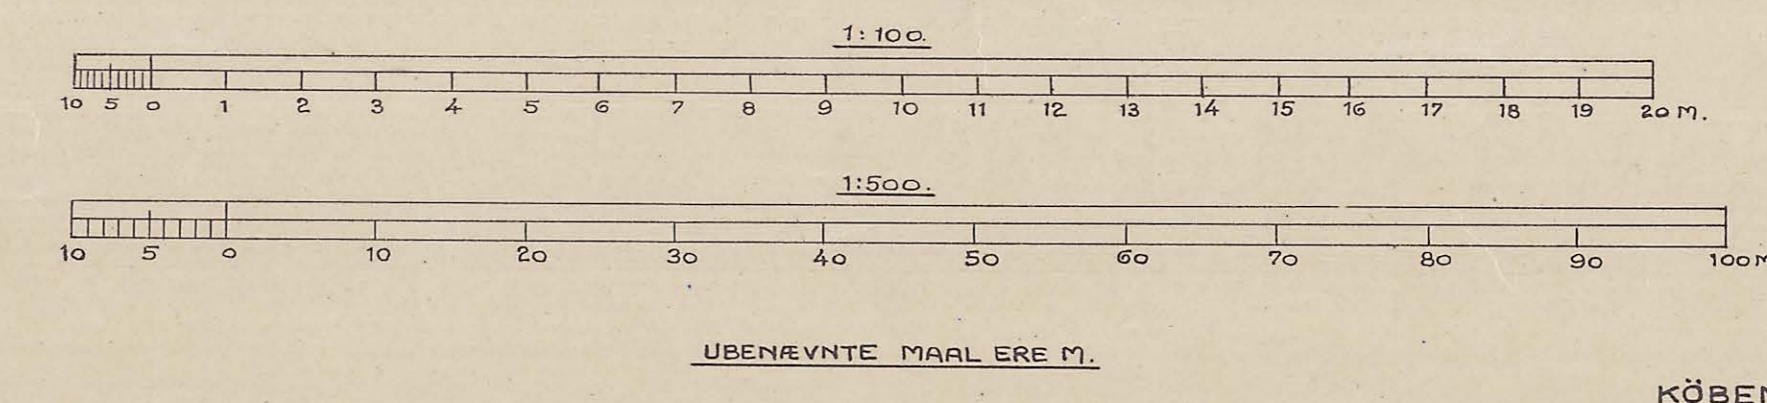 1:100.
10 5 0 1 2 3 4 5 6 7 8 9 10 11 12 13 14 15 16 17 18 19 20 M.
1:500.
10 5 0 10 20 30 40 50 60 70 80 90 100 M
UBENÆVNTE MAAL ERE M.
KÖBEN